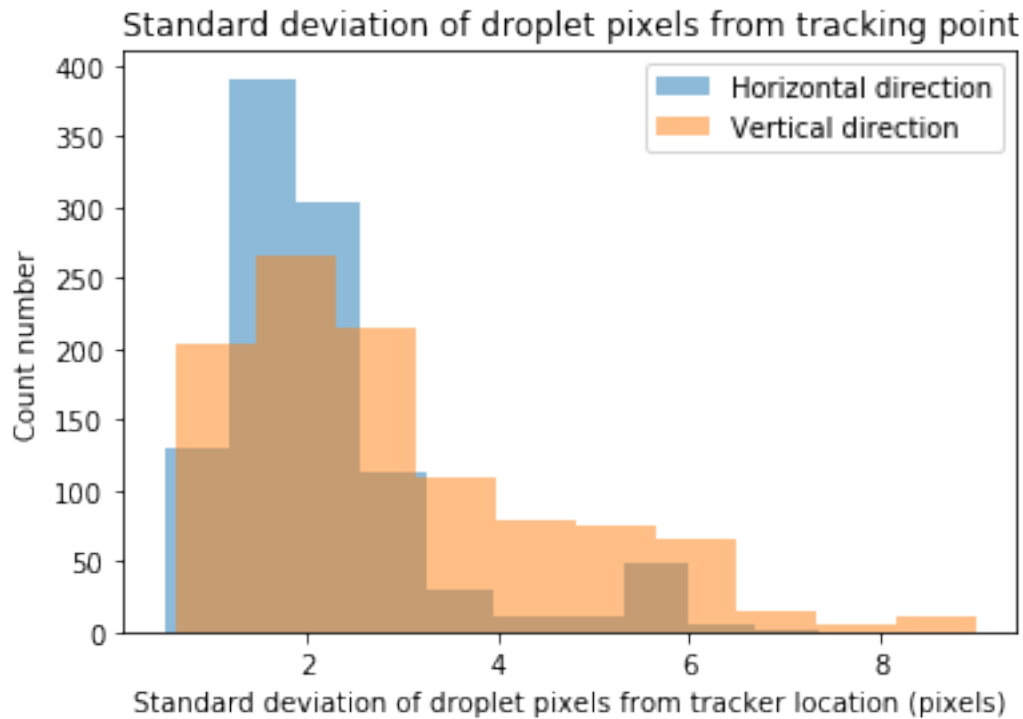 Standard deviation of droplet pixels from tracking point
400
350
300
250
200
150
100
50
0
Count number
Horizontal direction
Vertical direction
2
4
6
8
Standard deviation of droplet pixels from tracker location (pixels)